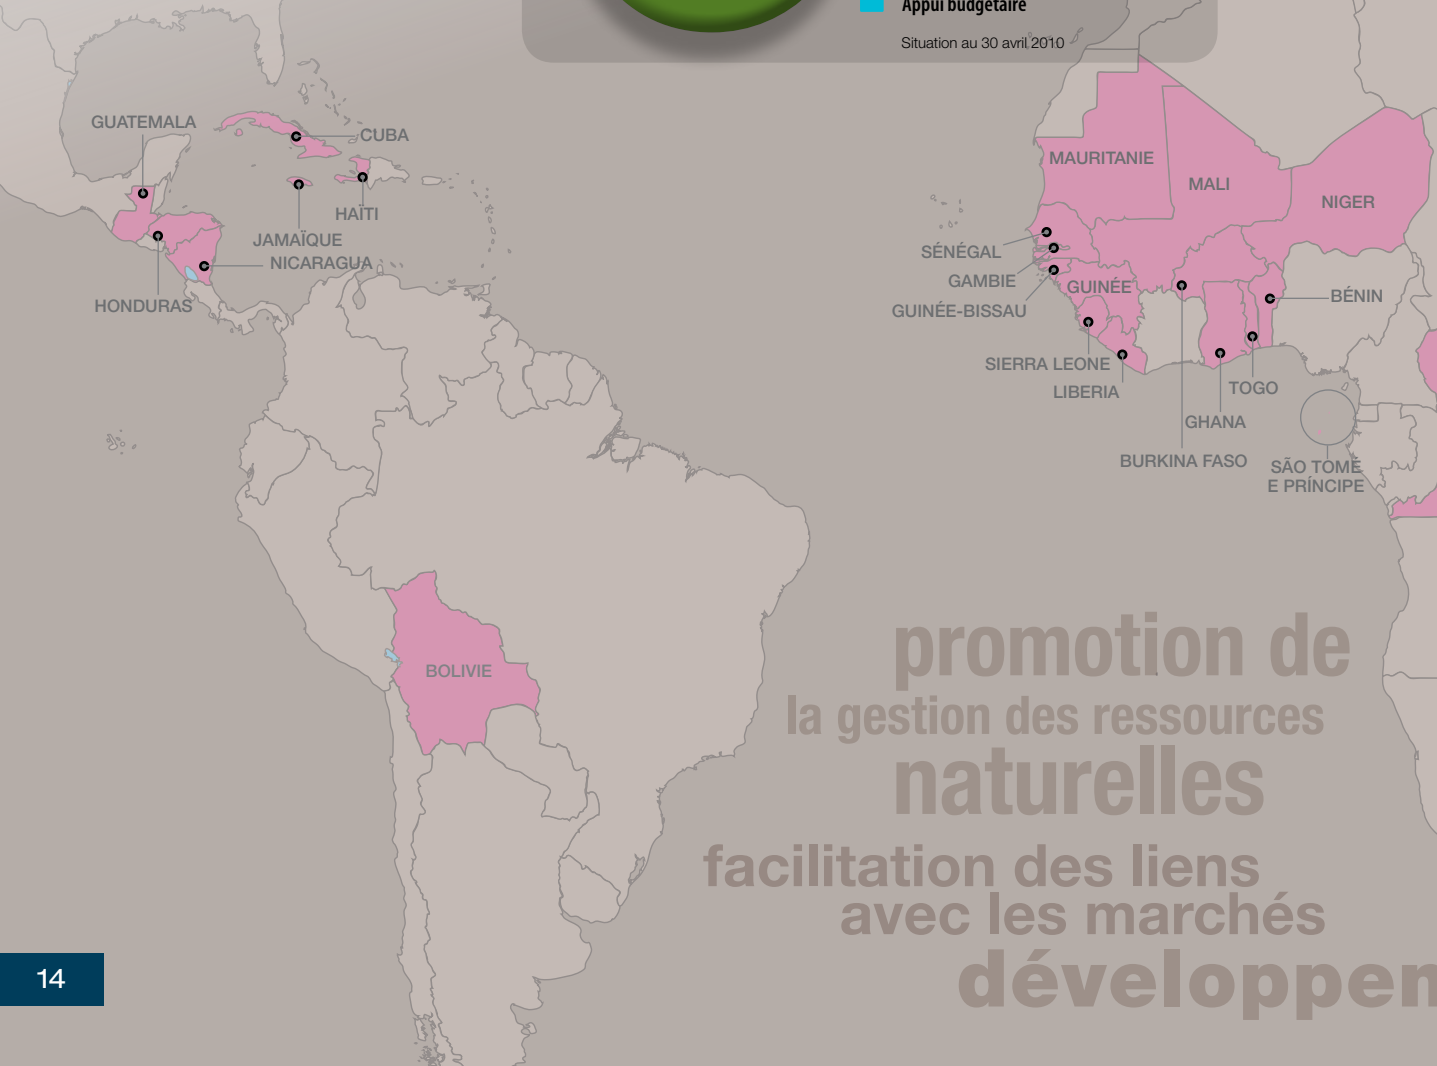 Appui budgétaire
Situation au 30 avril 2010
GUATEMALA
CUBA
HAÏTI
JAMAÏQUE
NICARAGUA
HONDURAS
BOLIVIE
MAURITANIE
MALI
NIGER
SÉNÉGAL
GAMBIE
GUINÉE-BISSAU
GUINÉE
BÉNIN
SIERRA LEONE
LIBERIA
TOGO
GHANA
BURKINA FASO
SÃO TOMÉ
E PRÍNCIPE
promotion de
la gestion des ressources
naturelles
facilitation des liens
avec les marchés
développen
14